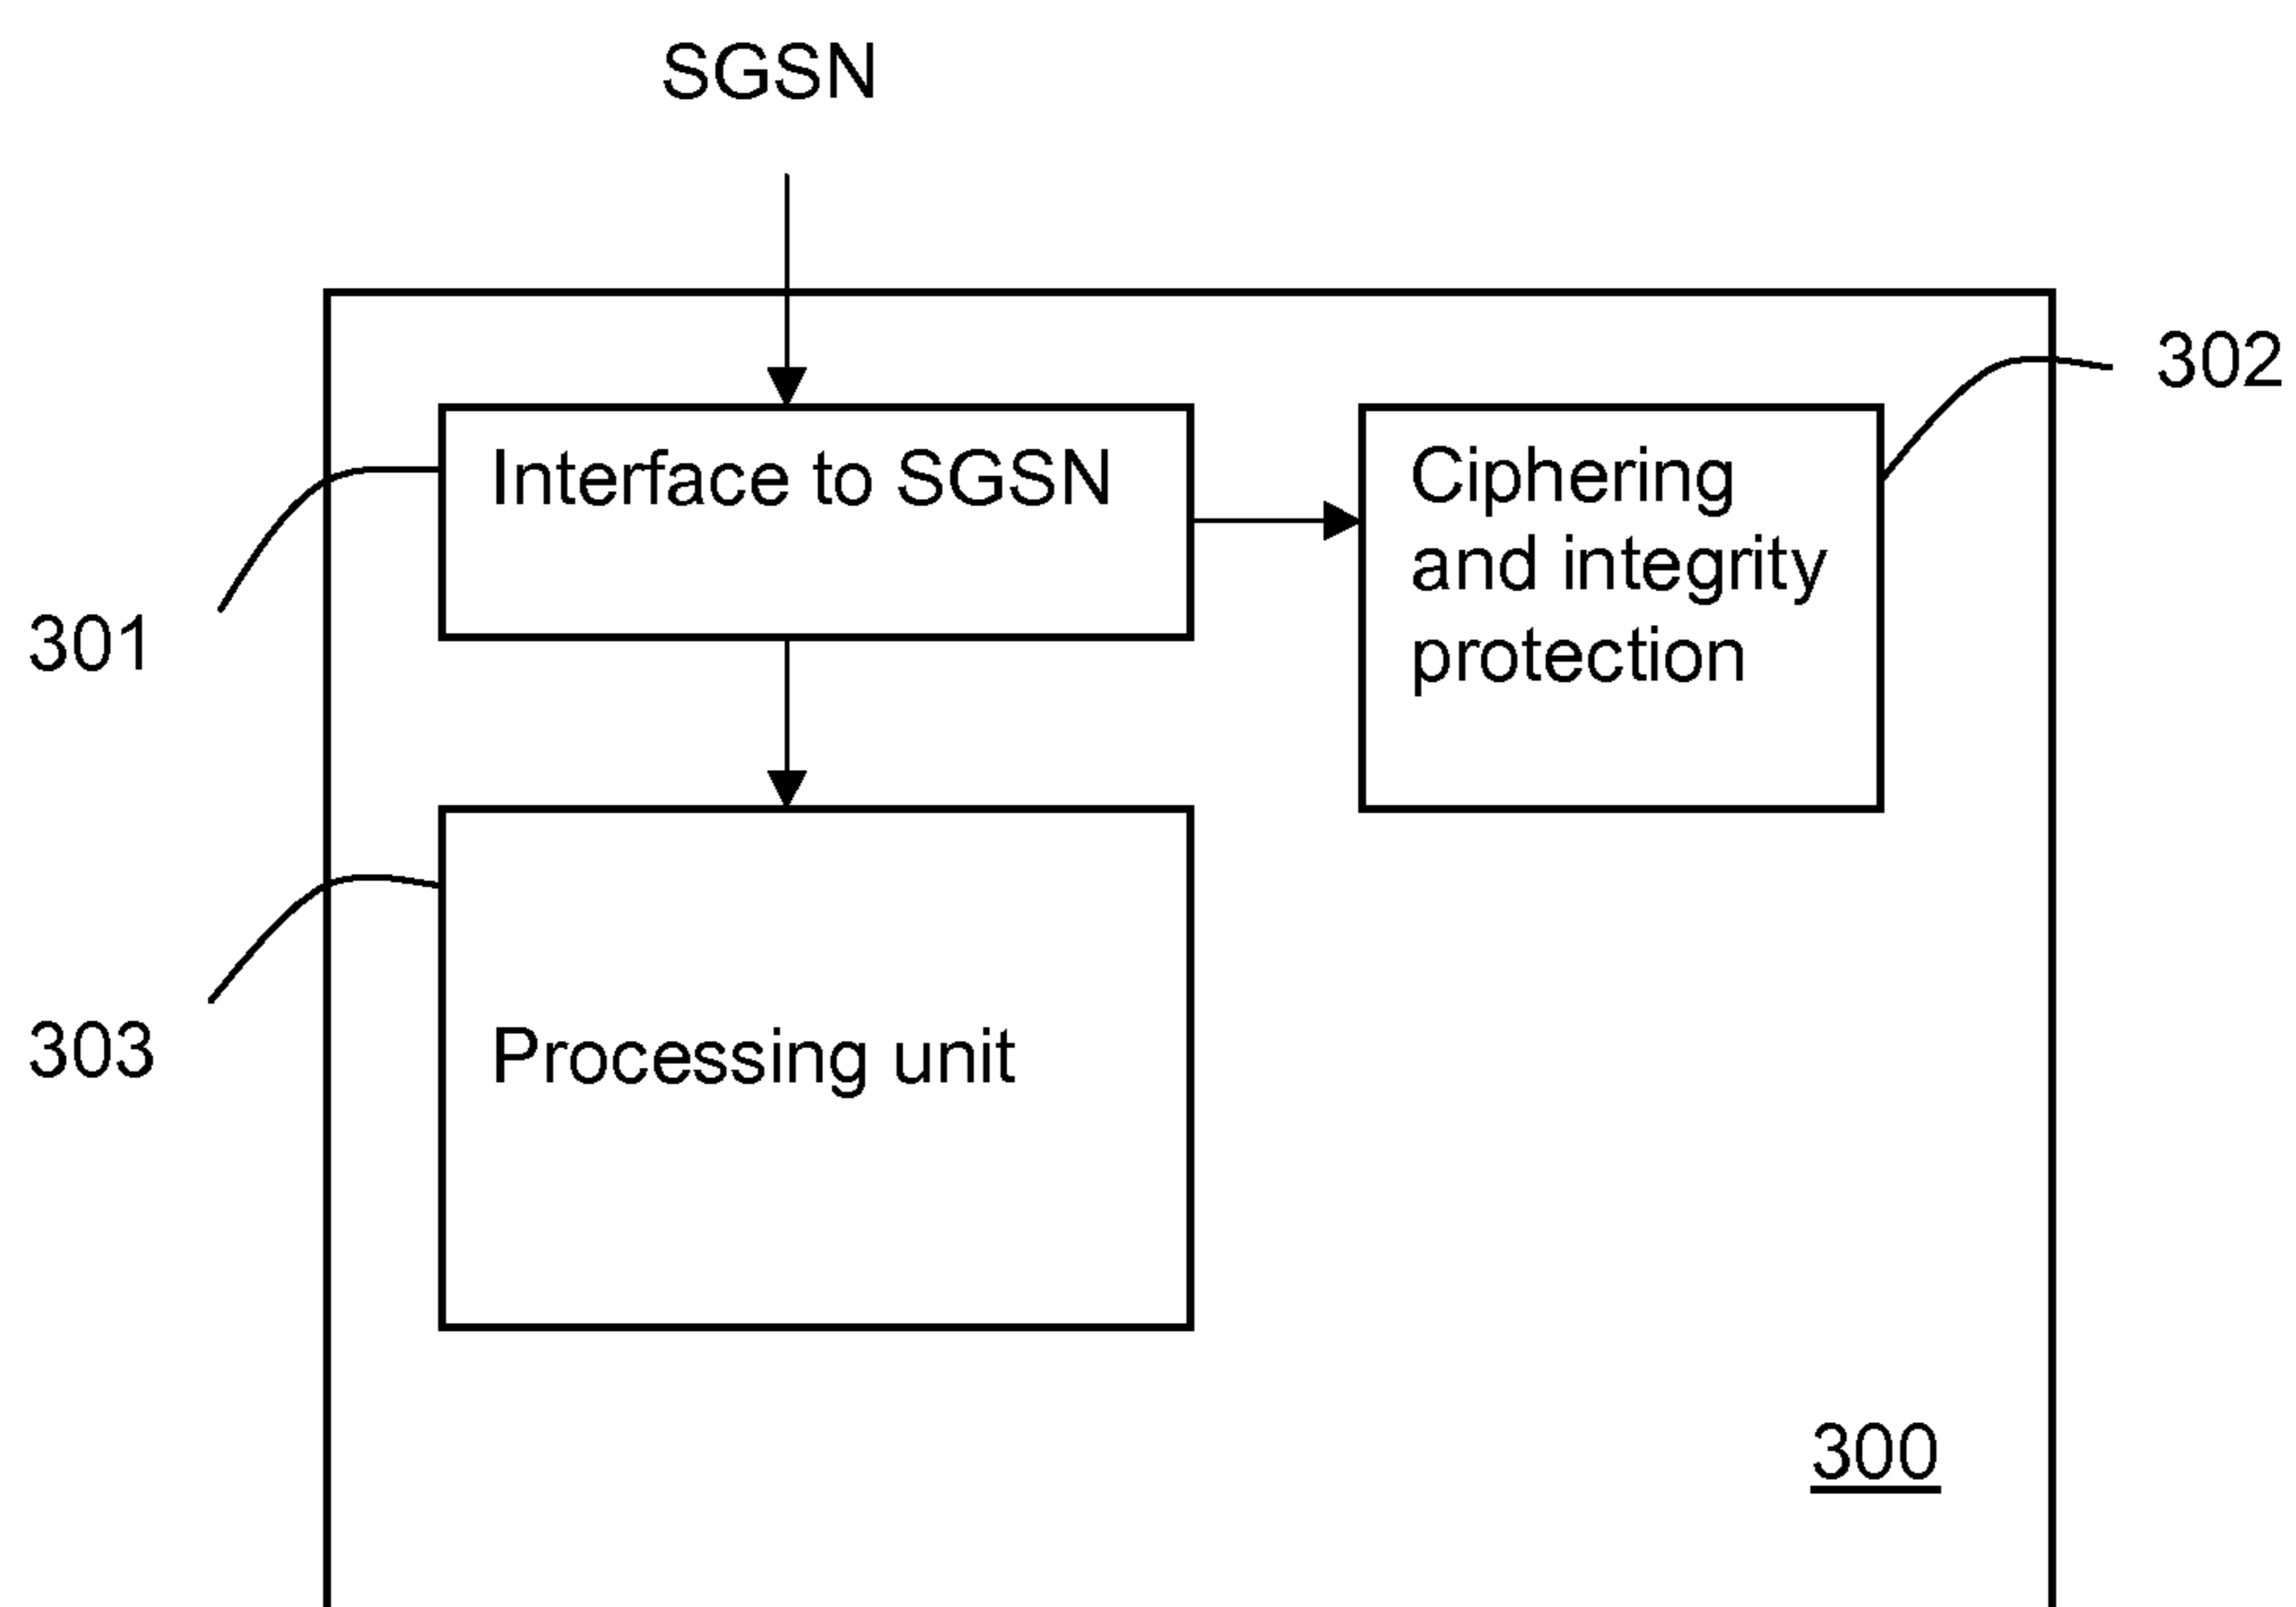 SGSN
302
Interface to SGSN
Ciphering
and integrity
protection
301
303
Processing unit
300